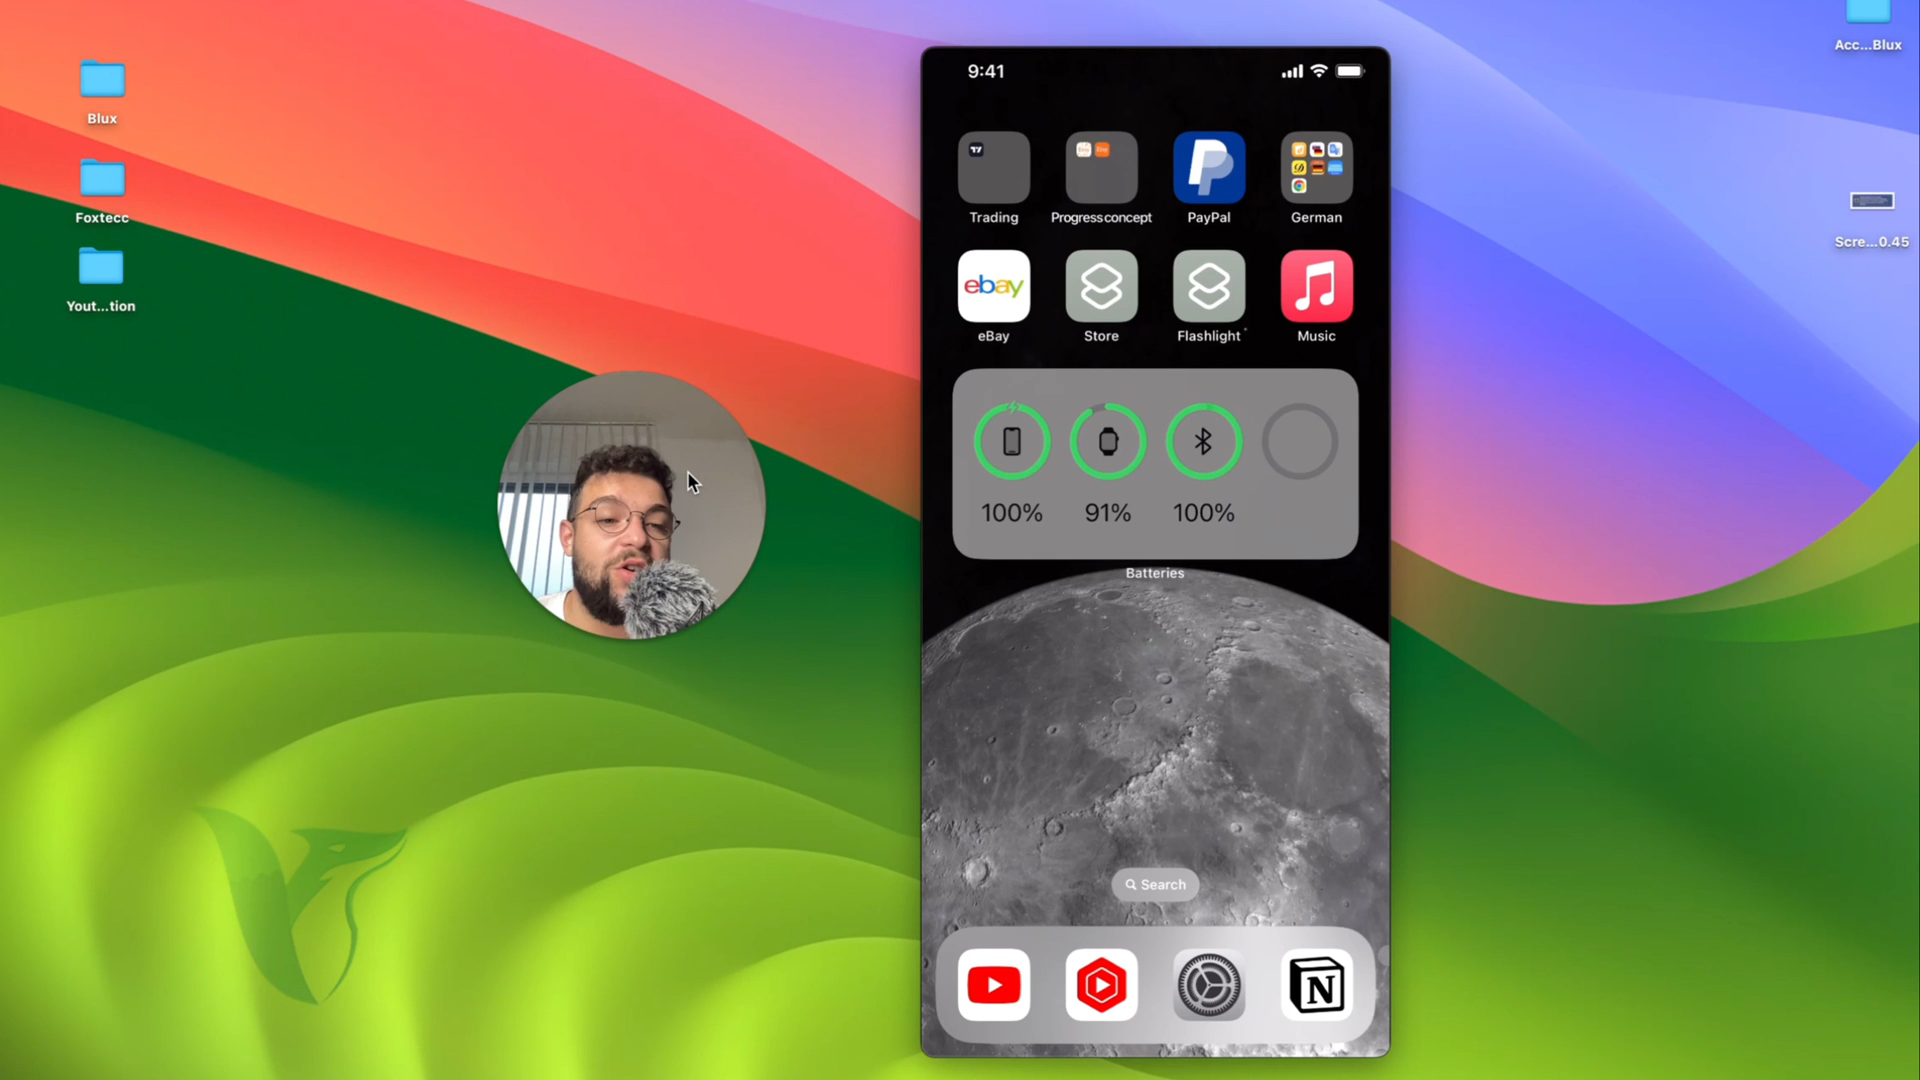 Acc...Blux
Blux
Foxtecc
Yout...tion
Scre...0.45
9:41
Trading
Progressconcept
PayPal
German
ebay
eBay
Store
Flashlight
Music
100%
91%
100%
Batteries
Search
N